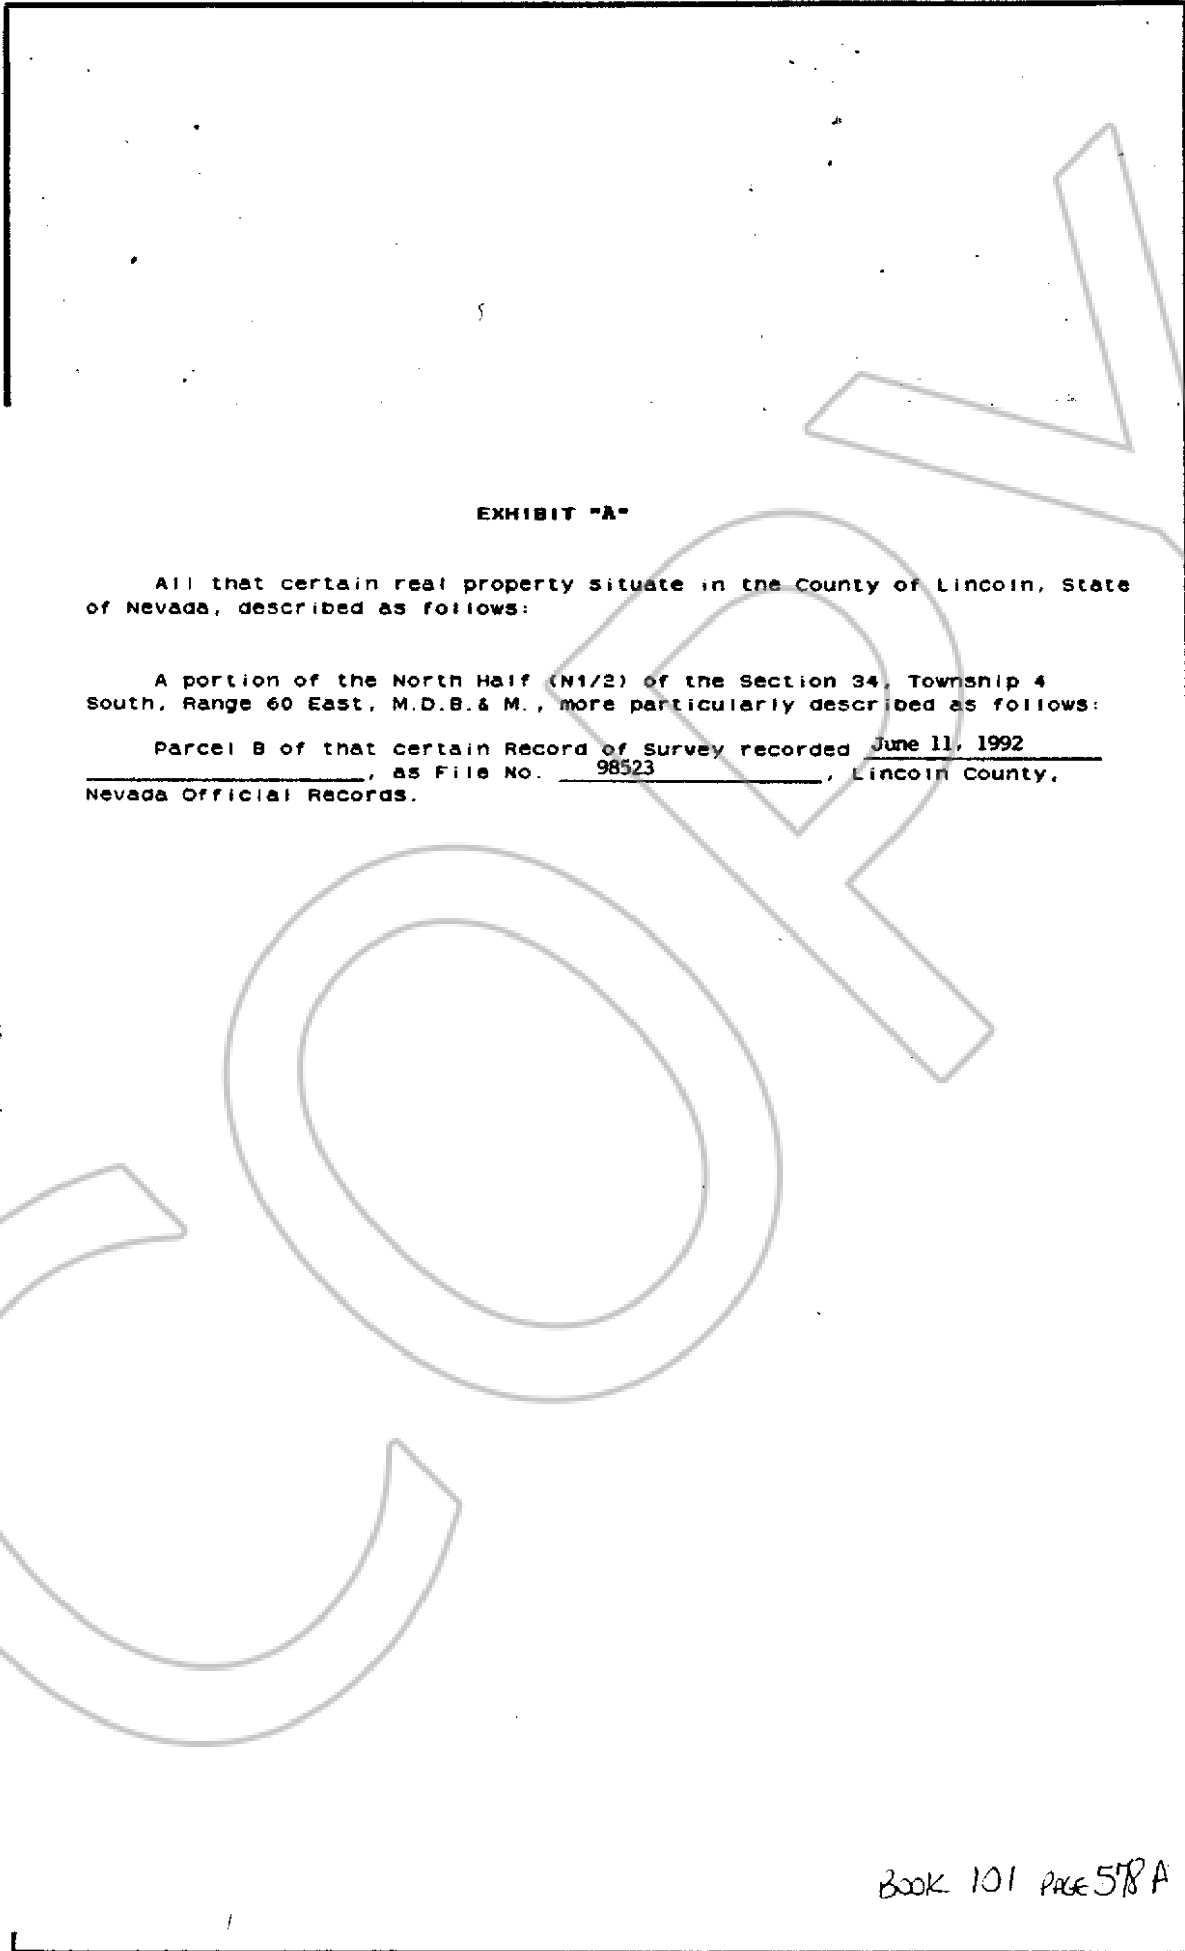 EXHIBIT "A"
All that certain real property situate in the County of Lincoln, State
of Nevada, described as follows:
A portion of the North Half (N1/2) of the Section 34, Township 4
South, Range 60 East, M.D.B.& M., more particularly described as follows:
Parcel B of that certain Record of Survey recorded June 11, 1992
____________________, as File No. 98523, Lincoln County,
Nevada Official Records.
COPY
BOOK 101 PAGE 578 A